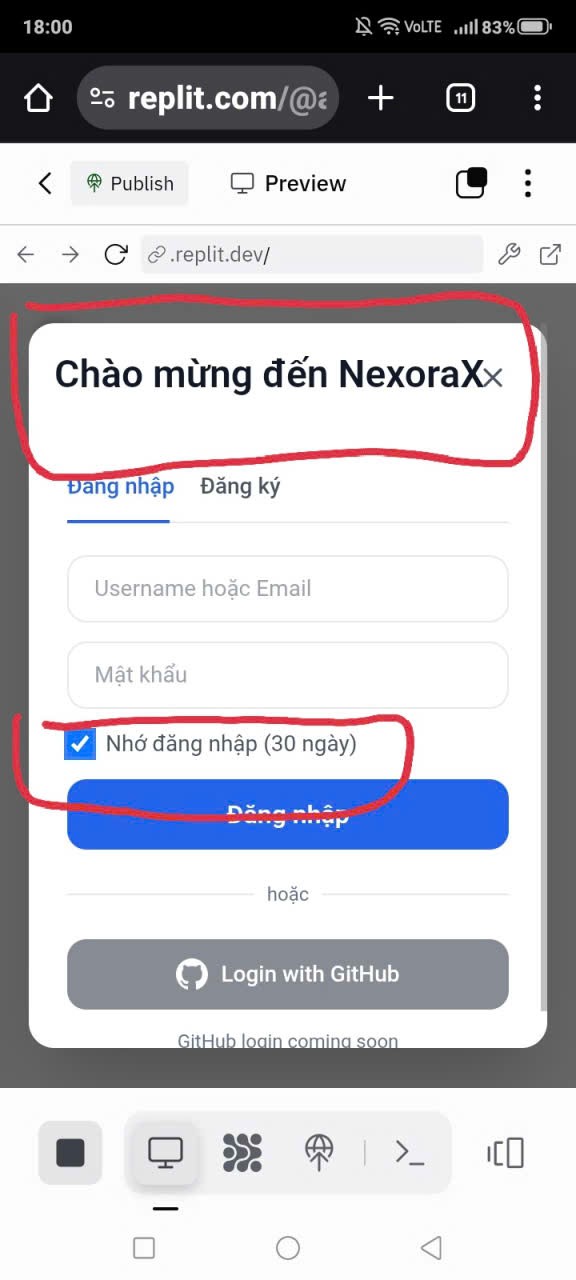 18:00
VoLTE
83%
replit.com/@a
11
Publish
Preview
.replit.dev/
Chào mừng đến NexoraX
Đăng nhập
Đăng ký
Username hoặc Email
Mật khẩu
Nhớ đăng nhập (30 ngày)
Đăng nhập
hoặc
Login with GitHub
GitHub login coming soon